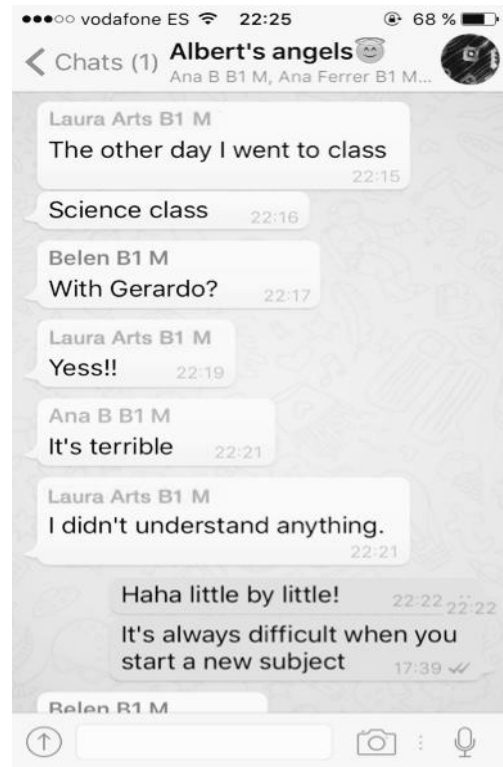 vodafone ES 22:25 68 %
Chats (1) Albert's angels
Ana B B1 M, Ana Ferrer B1 M...
Laura Arts B1 M
The other day I went to class
22:15
Science class 22:16
Belen B1 M
With Gerardo? 22:17
Laura Arts B1 M
Yess!! 22:19
Ana B B1 M
It's terrible 22:21
Laura Arts B1 M
I didn't understand anything.
22:21
Haha little by little! 22:22 22:22
It's always difficult when you
start a new subject 17:39
Belen B1 M